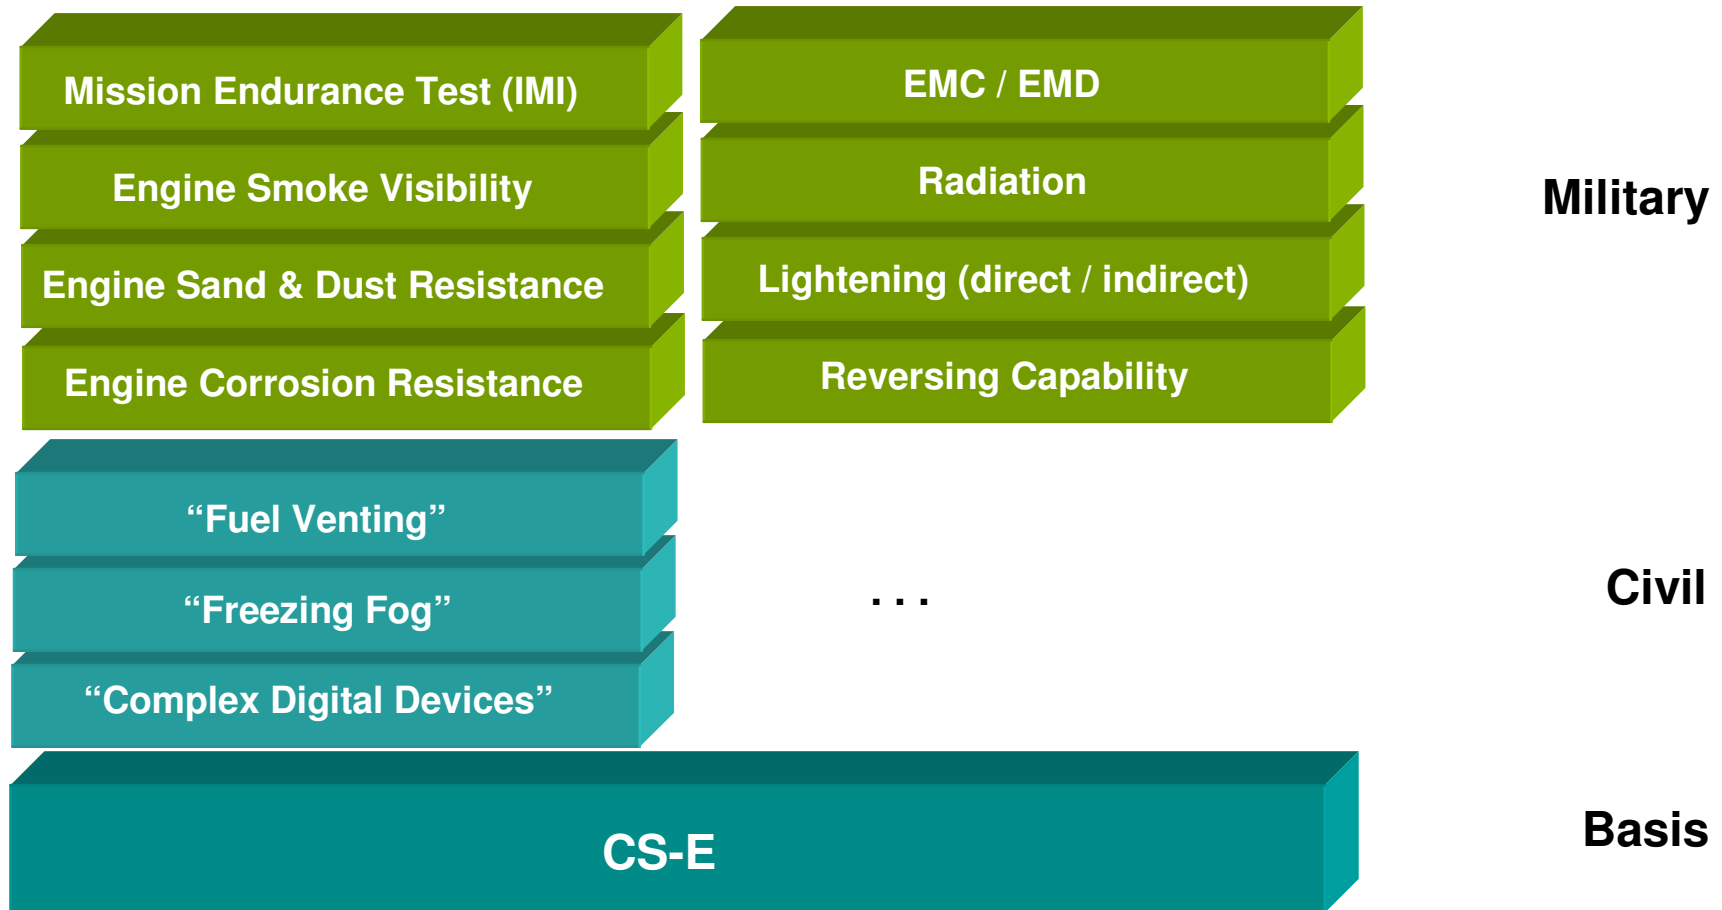 Mission Endurance Test (IMI)
EMC / EMD
Engine Smoke Visibility
Radiation
Military
Engine Sand & Dust Resistance
Lightening (direct / indirect)
Engine Corrosion Resistance
Reversing Capability
“Fuel Venting”
“Freezing Fog”
. . .
Civil
“Complex Digital Devices”
CS-E
Basis